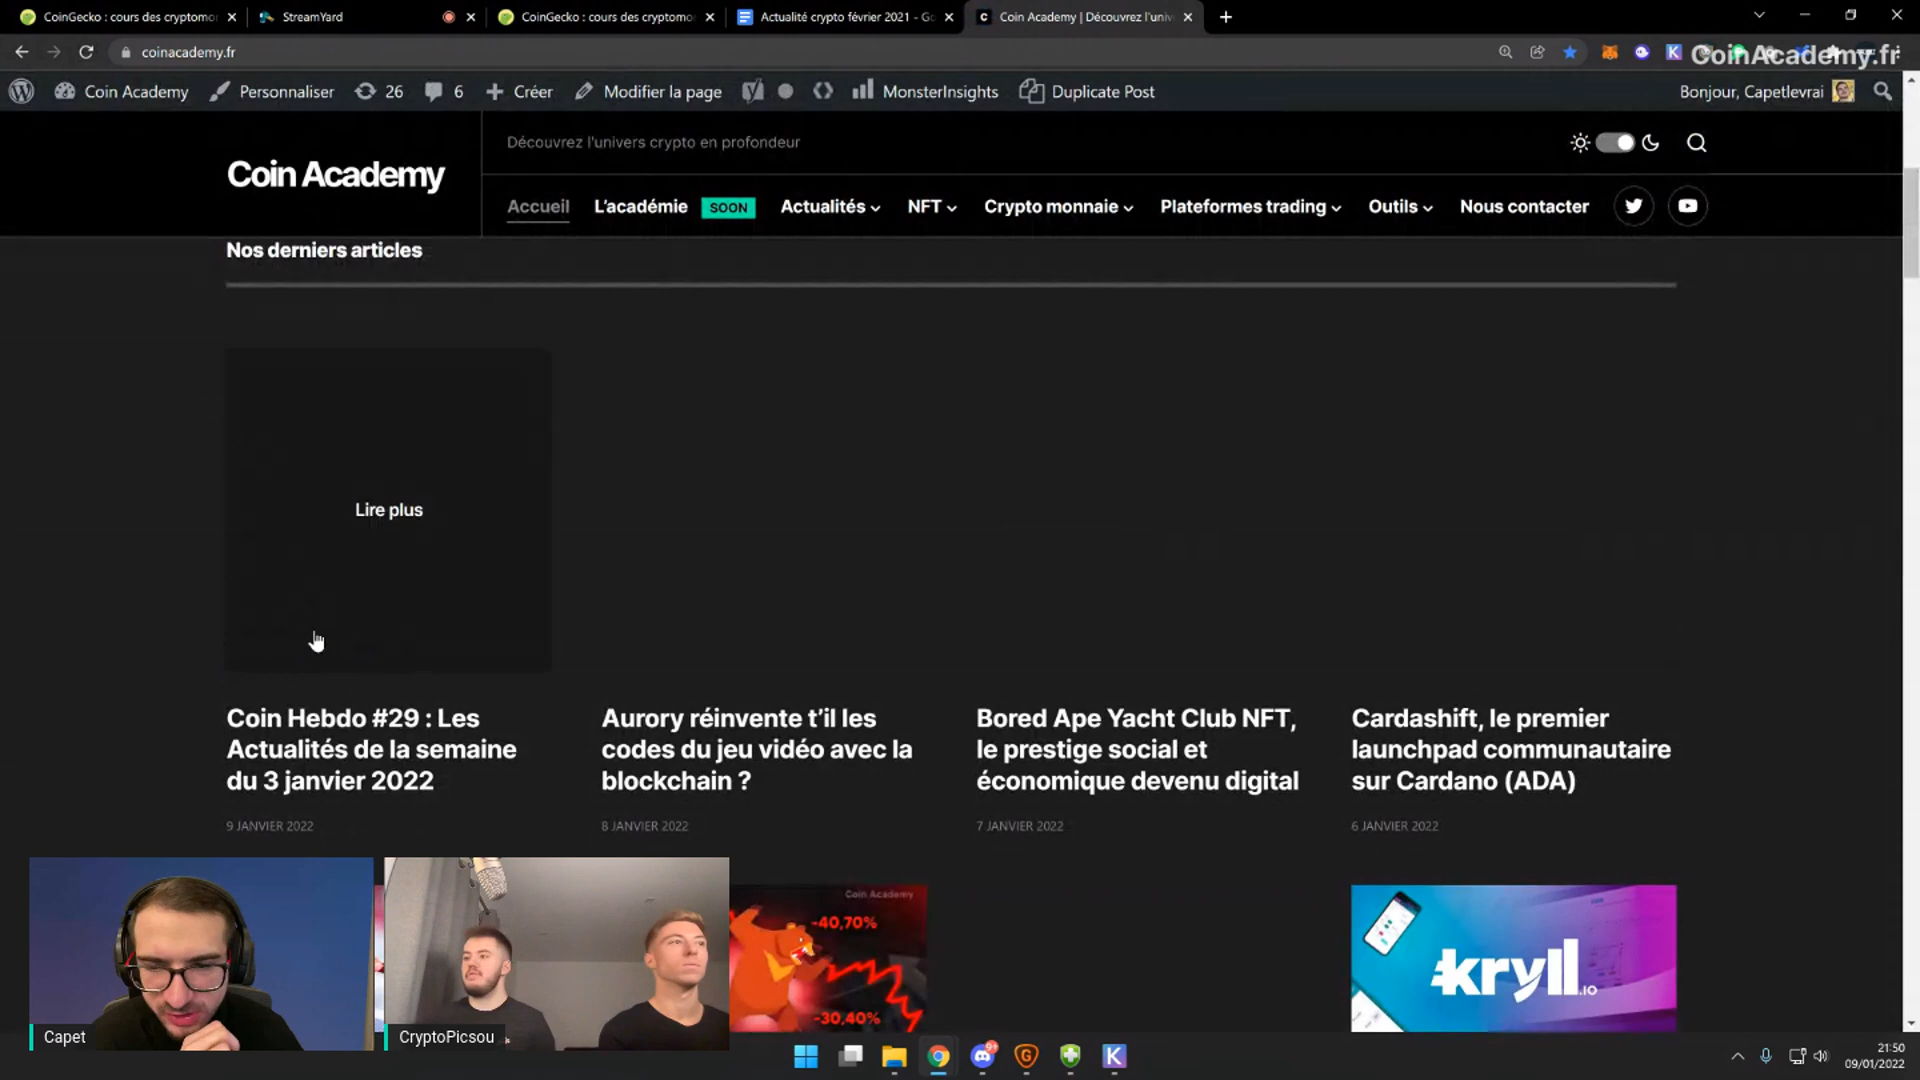 CoinGecko : cours des cryptomon
StreamYard
CoinGecko : cours des cryptomo
Actualité crypto février 2021 - Go
Coin Academy | Découvrez l'univ
coinacademy.fr
CoinAcademy.fr
Coin Academy
Personnaliser
26
6
Créer
Modifier la page
MonsterInsights
Duplicate Post
Bonjour, Capetlevrai
Découvrez l'univers crypto en profondeur
Coin Academy
Accueil
L'académie
SOON
Actualités
NFT
Crypto monnaie
Plateformes trading
Outils
Nous contacter
Nos derniers articles
Lire plus
Coin Hebdo #29 : Les
Actualités de la semaine
du 3 janvier 2022
9 JANVIER 2022
Aurory réinvente t'il les
codes du jeu vidéo avec la
blockchain ?
8 JANVIER 2022
Bored Ape Yacht Club NFT,
le prestige social et
économique devenu digital
7 JANVIER 2022
Cardashift, le premier
launchpad communautaire
sur Cardano (ADA)
6 JANVIER 2022
Coin Academy
-40,70%
-30,40%
kryll.io
Capet
CryptoPicsou
21:50
09/01/2022